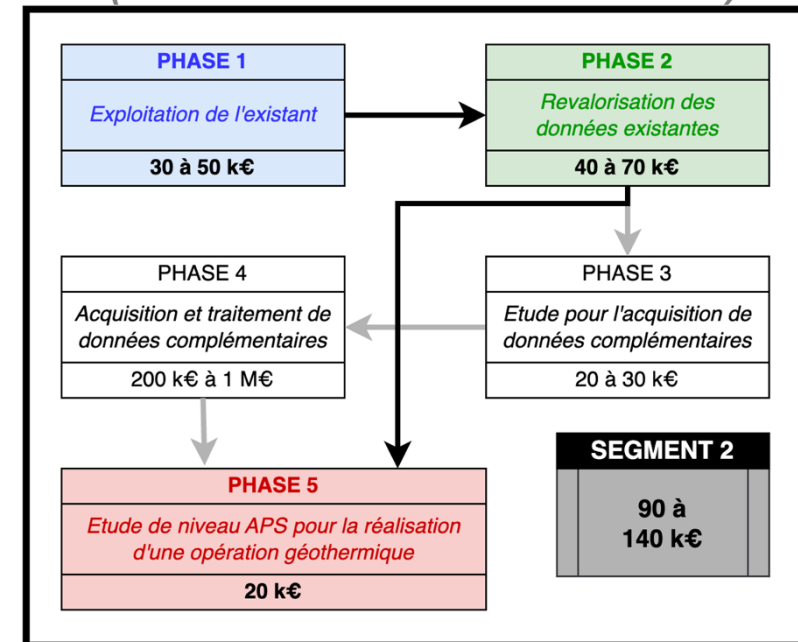 PHASE 1
Exploitation de l'existant
30 à 50 k€
PHASE 2
Revalorisation des
données existantes
40 à 70 k€
PHASE 4
Acquisition et traitement de
données complémentaires
200 k€ à 1 M€
PHASE 3
Etude pour l'acquisition de
données complémentaires
20 à 30 k€
SEGMENT 2
90 à
140 k€
PHASE 5
Etude de niveau APS pour la réalisation
d'une opération géothermique
20 k€